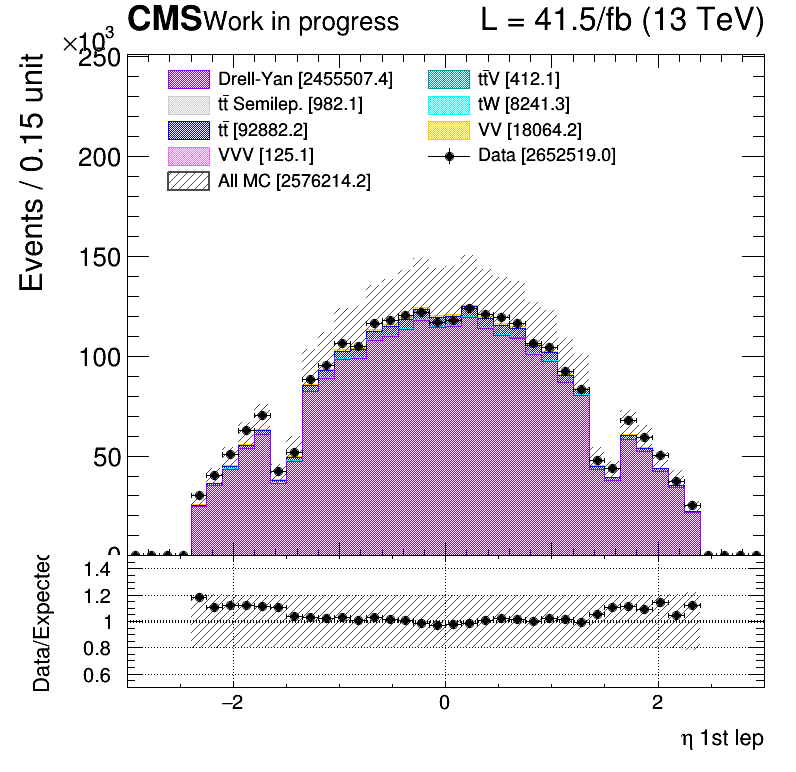 CMS Work in progress L = 41.5/fb (13 TeV)
×10³
Events / 0.15 unit
250
200
150
100
50
0
Drell-Yan [2455507.4]
tt̄ Semilep. [982.1]
tt̄ [92882.2]
VVV [125.1]
All MC [2576214.2]
tt̄V [412.1]
tW [8241.3]
VV [18064.2]
Data [2652519.0]
Data/Expected
1.4
1.2
1
0.8
0.6
−2 0 2
η 1st lep